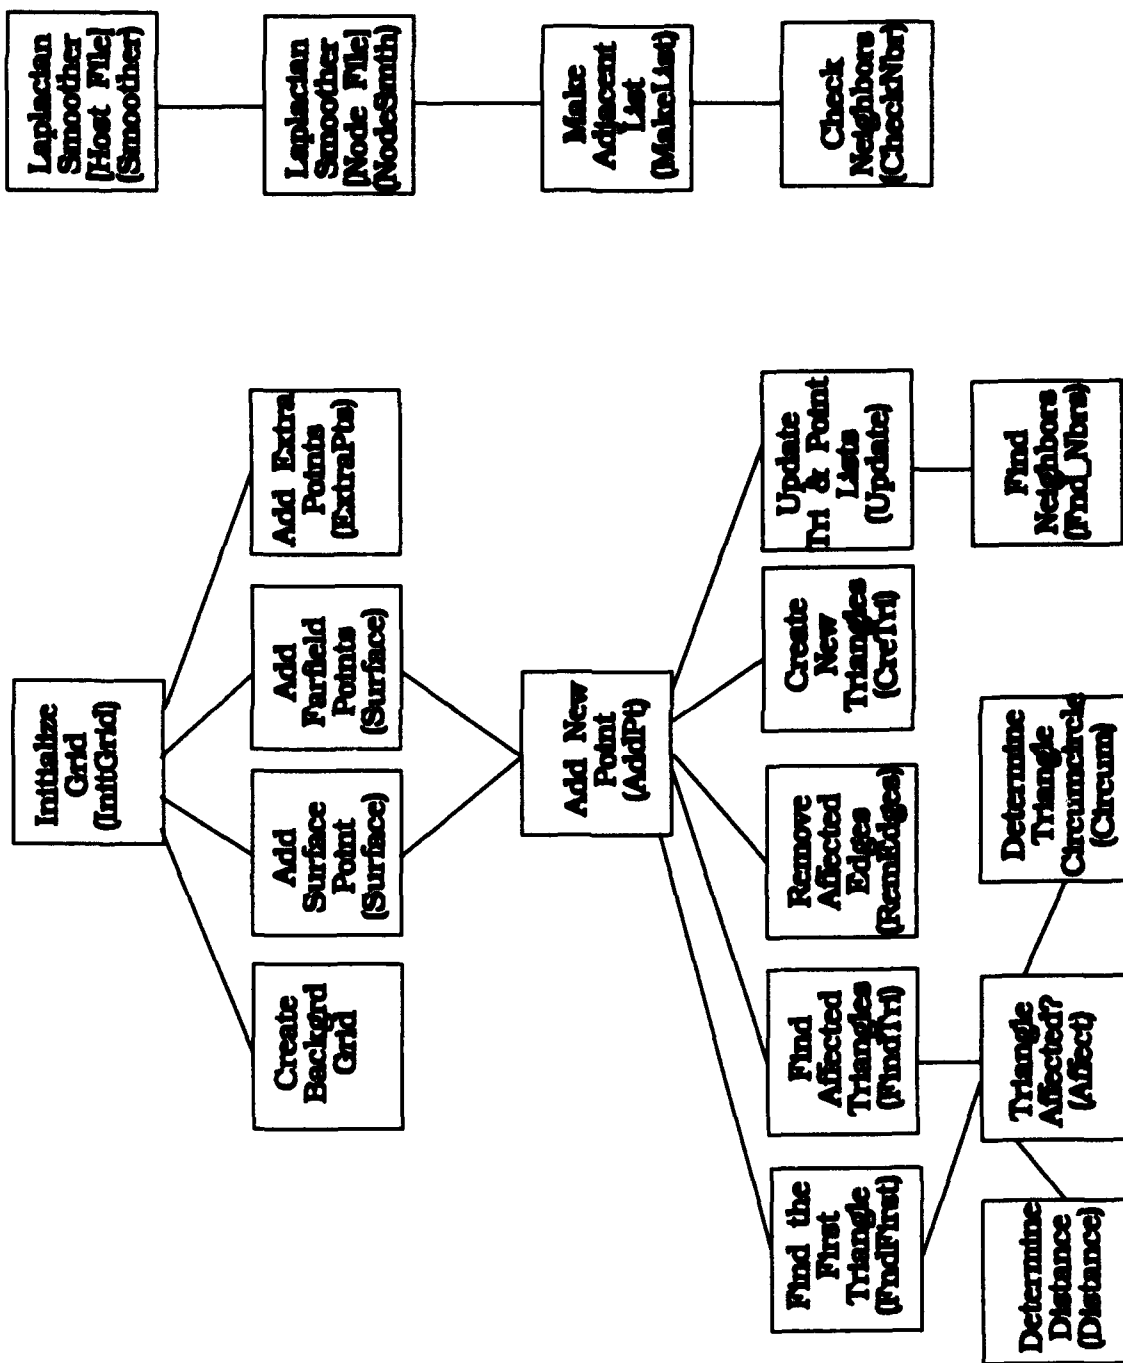 Initialize
Grid
(InitGrid)
Create
Backgrd
Grid
Add
Surface
Point
(Surface)
Add
Farfield
Points
(Surface)
Add Extra
Points
(ExtraPts)
Add New
Point
(AddPt)
Find the
First
Triangle
(FndFirst)
Find
Affected
Triangles
(FindTri)
Remove
Affected
Edges
(RemEdges)
Create
New
Triangles
(CreTri)
Update
Tri & Point
Lists
(Update)
Determine
Distance
(Distance)
Triangle
Affected?
(Affect)
Determine
Triangle
Circumcircle
(Circum)
Find
Neighbors
(Fnd_Nbrs)
Laplacian
Smoother
[Host File]
(Smoother)
Laplacian
Smoother
[Node File]
(NodeSmth)
Make
Adjacent
List
(MakeList)
Check
Neighbors
(CheckNbr)